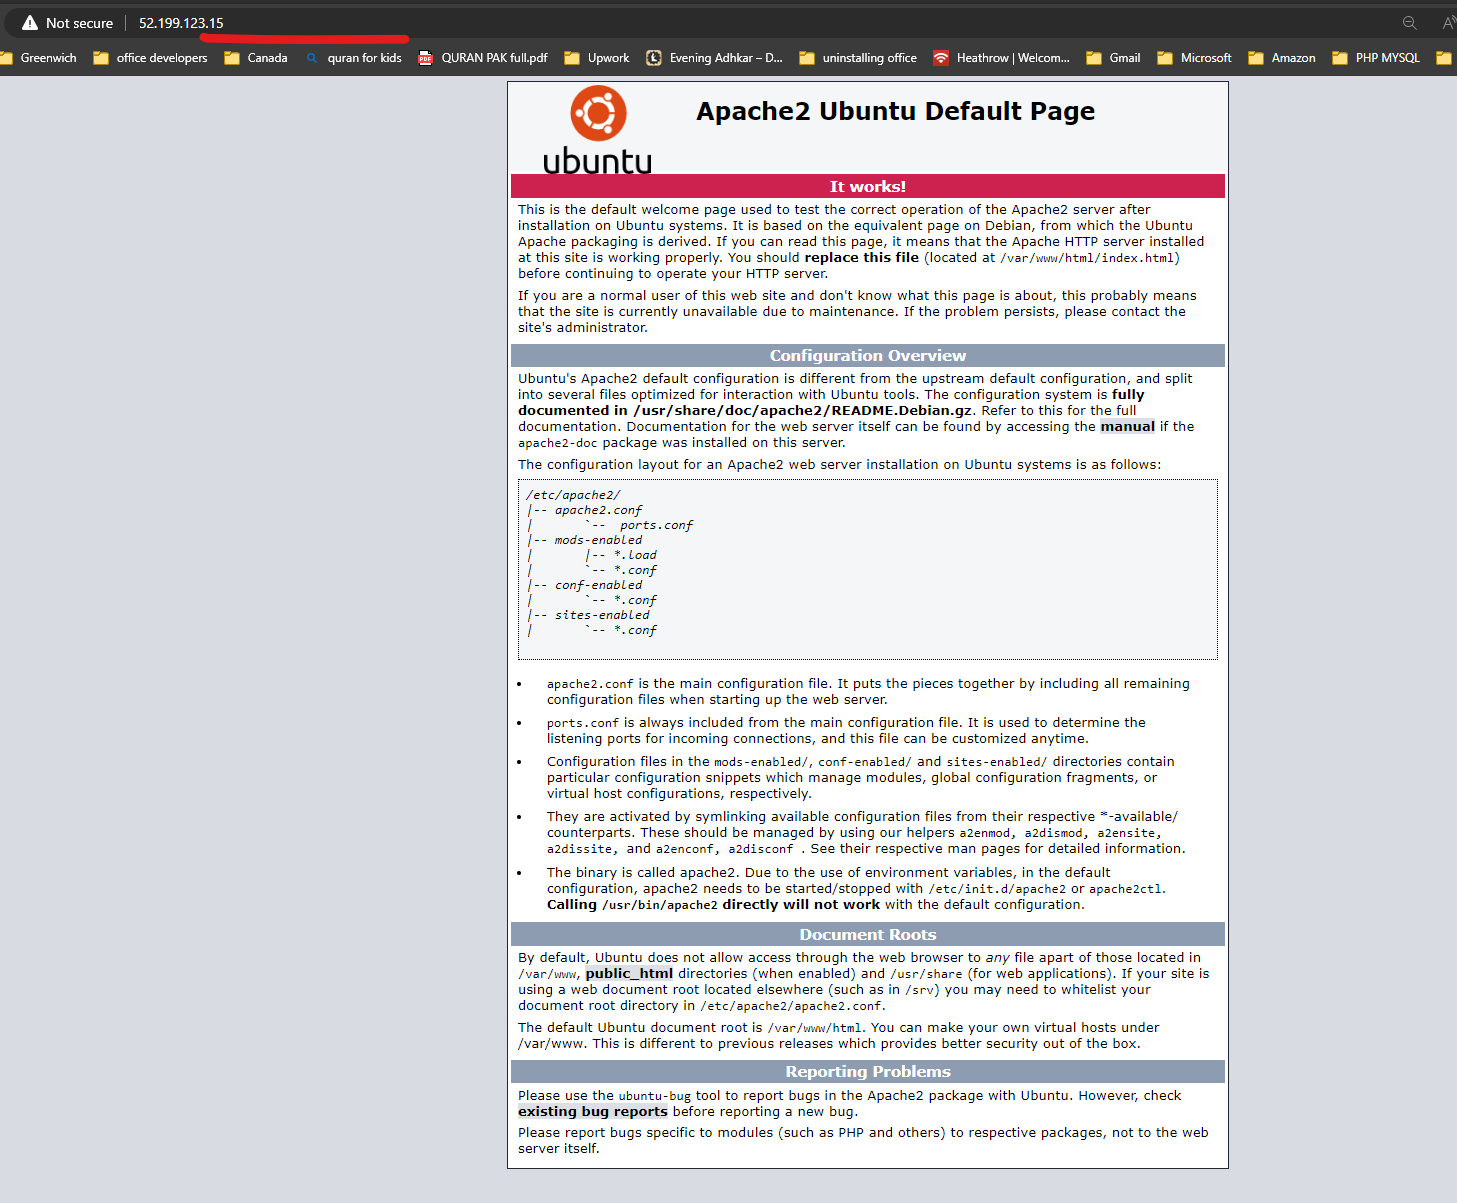 Not secure 52.199.123.15
Greenwich office developers Canada quran for kids PDF QURAN PAK full.pdf Upwork Evening Adhkar – D... uninstalling office Heathrow | Welcom... Gmail Microsoft Amazon PHP MYSQL
ubuntu
Apache2 Ubuntu Default Page
It works!
This is the default welcome page used to test the correct operation of the Apache2 server after
installation on Ubuntu systems. It is based on the equivalent page on Debian, from which the Ubuntu
Apache packaging is derived. If you can read this page, it means that the Apache HTTP server installed
at this site is working properly. You should replace this file (located at /var/www/html/index.html)
before continuing to operate your HTTP server.
If you are a normal user of this web site and don't know what this page is about, this probably means
that the site is currently unavailable due to maintenance. If the problem persists, please contact the
site's administrator.
Configuration Overview
Ubuntu's Apache2 default configuration is different from the upstream default configuration, and split
into several files optimized for interaction with Ubuntu tools. The configuration system is fully
documented in /usr/share/doc/apache2/README.Debian.gz. Refer to this for the full
documentation. Documentation for the web server itself can be found by accessing the manual if the
apache2-doc package was installed on this server.
The configuration layout for an Apache2 web server installation on Ubuntu systems is as follows:
/etc/apache2/
|-- apache2.conf
|       `--  ports.conf
|-- mods-enabled
|       |-- *.load
|       `-- *.conf
|-- conf-enabled
|       `-- *.conf
|-- sites-enabled
|       `-- *.conf
• apache2.conf is the main configuration file. It puts the pieces together by including all remaining
configuration files when starting up the web server.
• ports.conf is always included from the main configuration file. It is used to determine the
listening ports for incoming connections, and this file can be customized anytime.
• Configuration files in the mods-enabled/, conf-enabled/ and sites-enabled/ directories contain
particular configuration snippets which manage modules, global configuration fragments, or
virtual host configurations, respectively.
• They are activated by symlinking available configuration files from their respective *-available/
counterparts. These should be managed by using our helpers a2enmod, a2dismod, a2ensite,
a2dissite, and a2enconf, a2disconf . See their respective man pages for detailed information.
• The binary is called apache2. Due to the use of environment variables, in the default
configuration, apache2 needs to be started/stopped with /etc/init.d/apache2 or apache2ctl.
Calling /usr/bin/apache2 directly will not work with the default configuration.
Document Roots
By default, Ubuntu does not allow access through the web browser to any file apart of those located in
/var/www, public_html directories (when enabled) and /usr/share (for web applications). If your site is
using a web document root located elsewhere (such as in /srv) you may need to whitelist your
document root directory in /etc/apache2/apache2.conf.
The default Ubuntu document root is /var/www/html. You can make your own virtual hosts under
/var/www. This is different to previous releases which provides better security out of the box.
Reporting Problems
Please use the ubuntu-bug tool to report bugs in the Apache2 package with Ubuntu. However, check
existing bug reports before reporting a new bug.
Please report bugs specific to modules (such as PHP and others) to respective packages, not to the web
server itself.